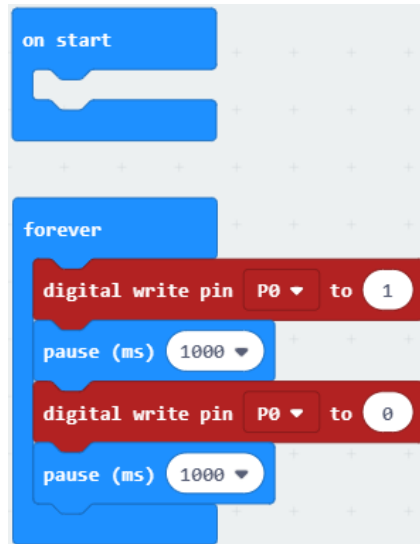 on start
forever
digital write pin P0 to 1
pause (ms) 1000
digital write pin P0 to 0
pause (ms) 1000